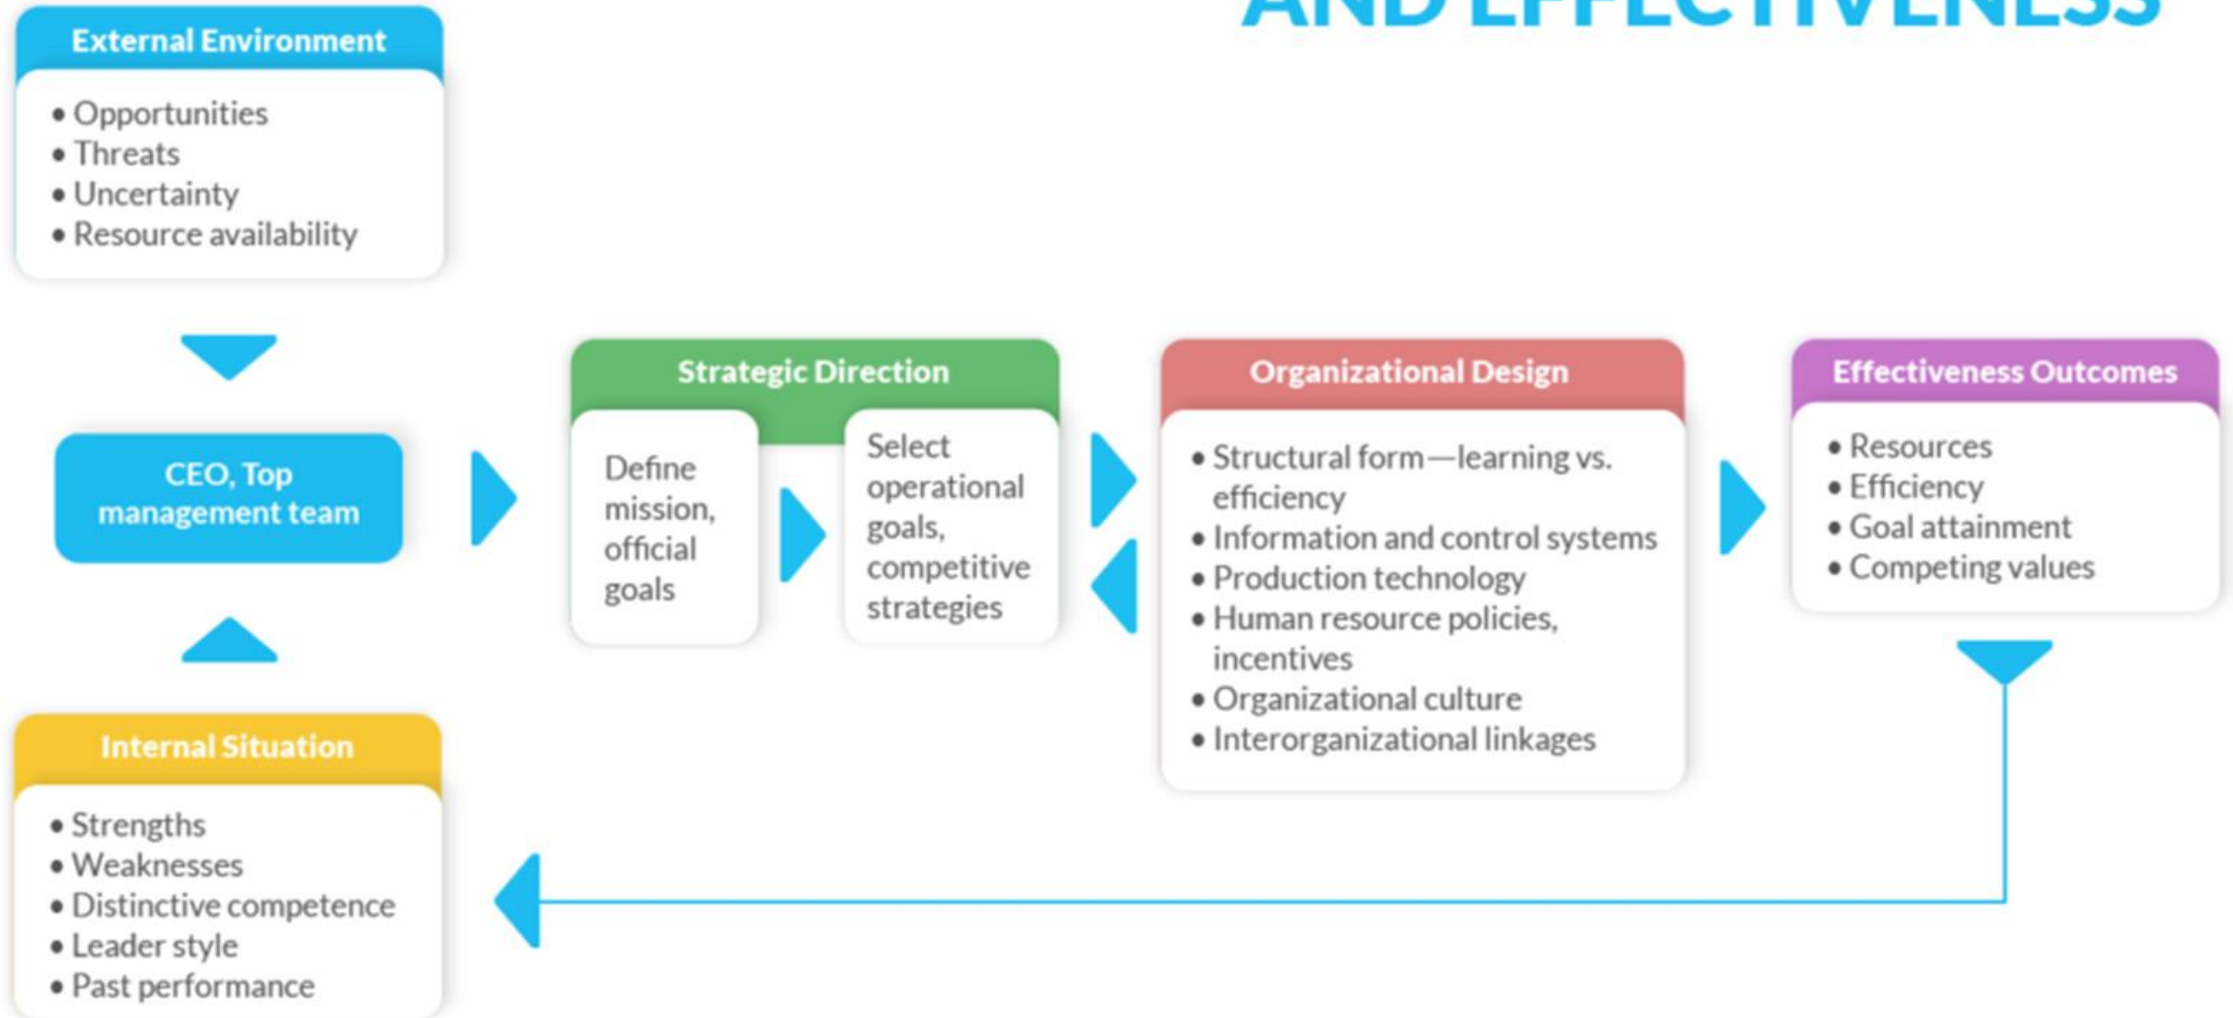 AND EFFECTIVENESS
External Environment
• Opportunities
• Threats
• Uncertainty
• Resource availability
CEO, Top
management team
Strategic Direction
Define
mission,
official
goals
Select
operational
goals,
competitive
strategies
Organizational Design
• Structural form—learning vs.
efficiency
• Information and control systems
• Production technology
• Human resource policies,
incentives
• Organizational culture
• Interorganizational linkages
Effectiveness Outcomes
• Resources
• Efficiency
• Goal attainment
• Competing values
Internal Situation
• Strengths
• Weaknesses
• Distinctive competence
• Leader style
• Past performance